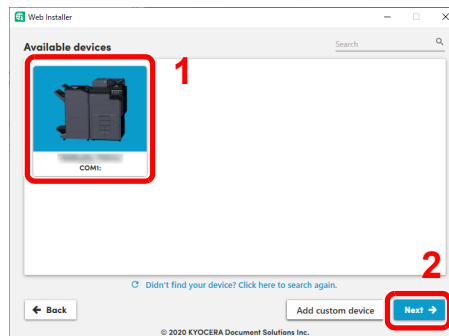 Web Installer
Available devices
Search
1
COM1:
2
Didn't find your device? Click here to search again.
← Back
Add custom device
Next →
© 2020 KYOCERA Document Solutions Inc.